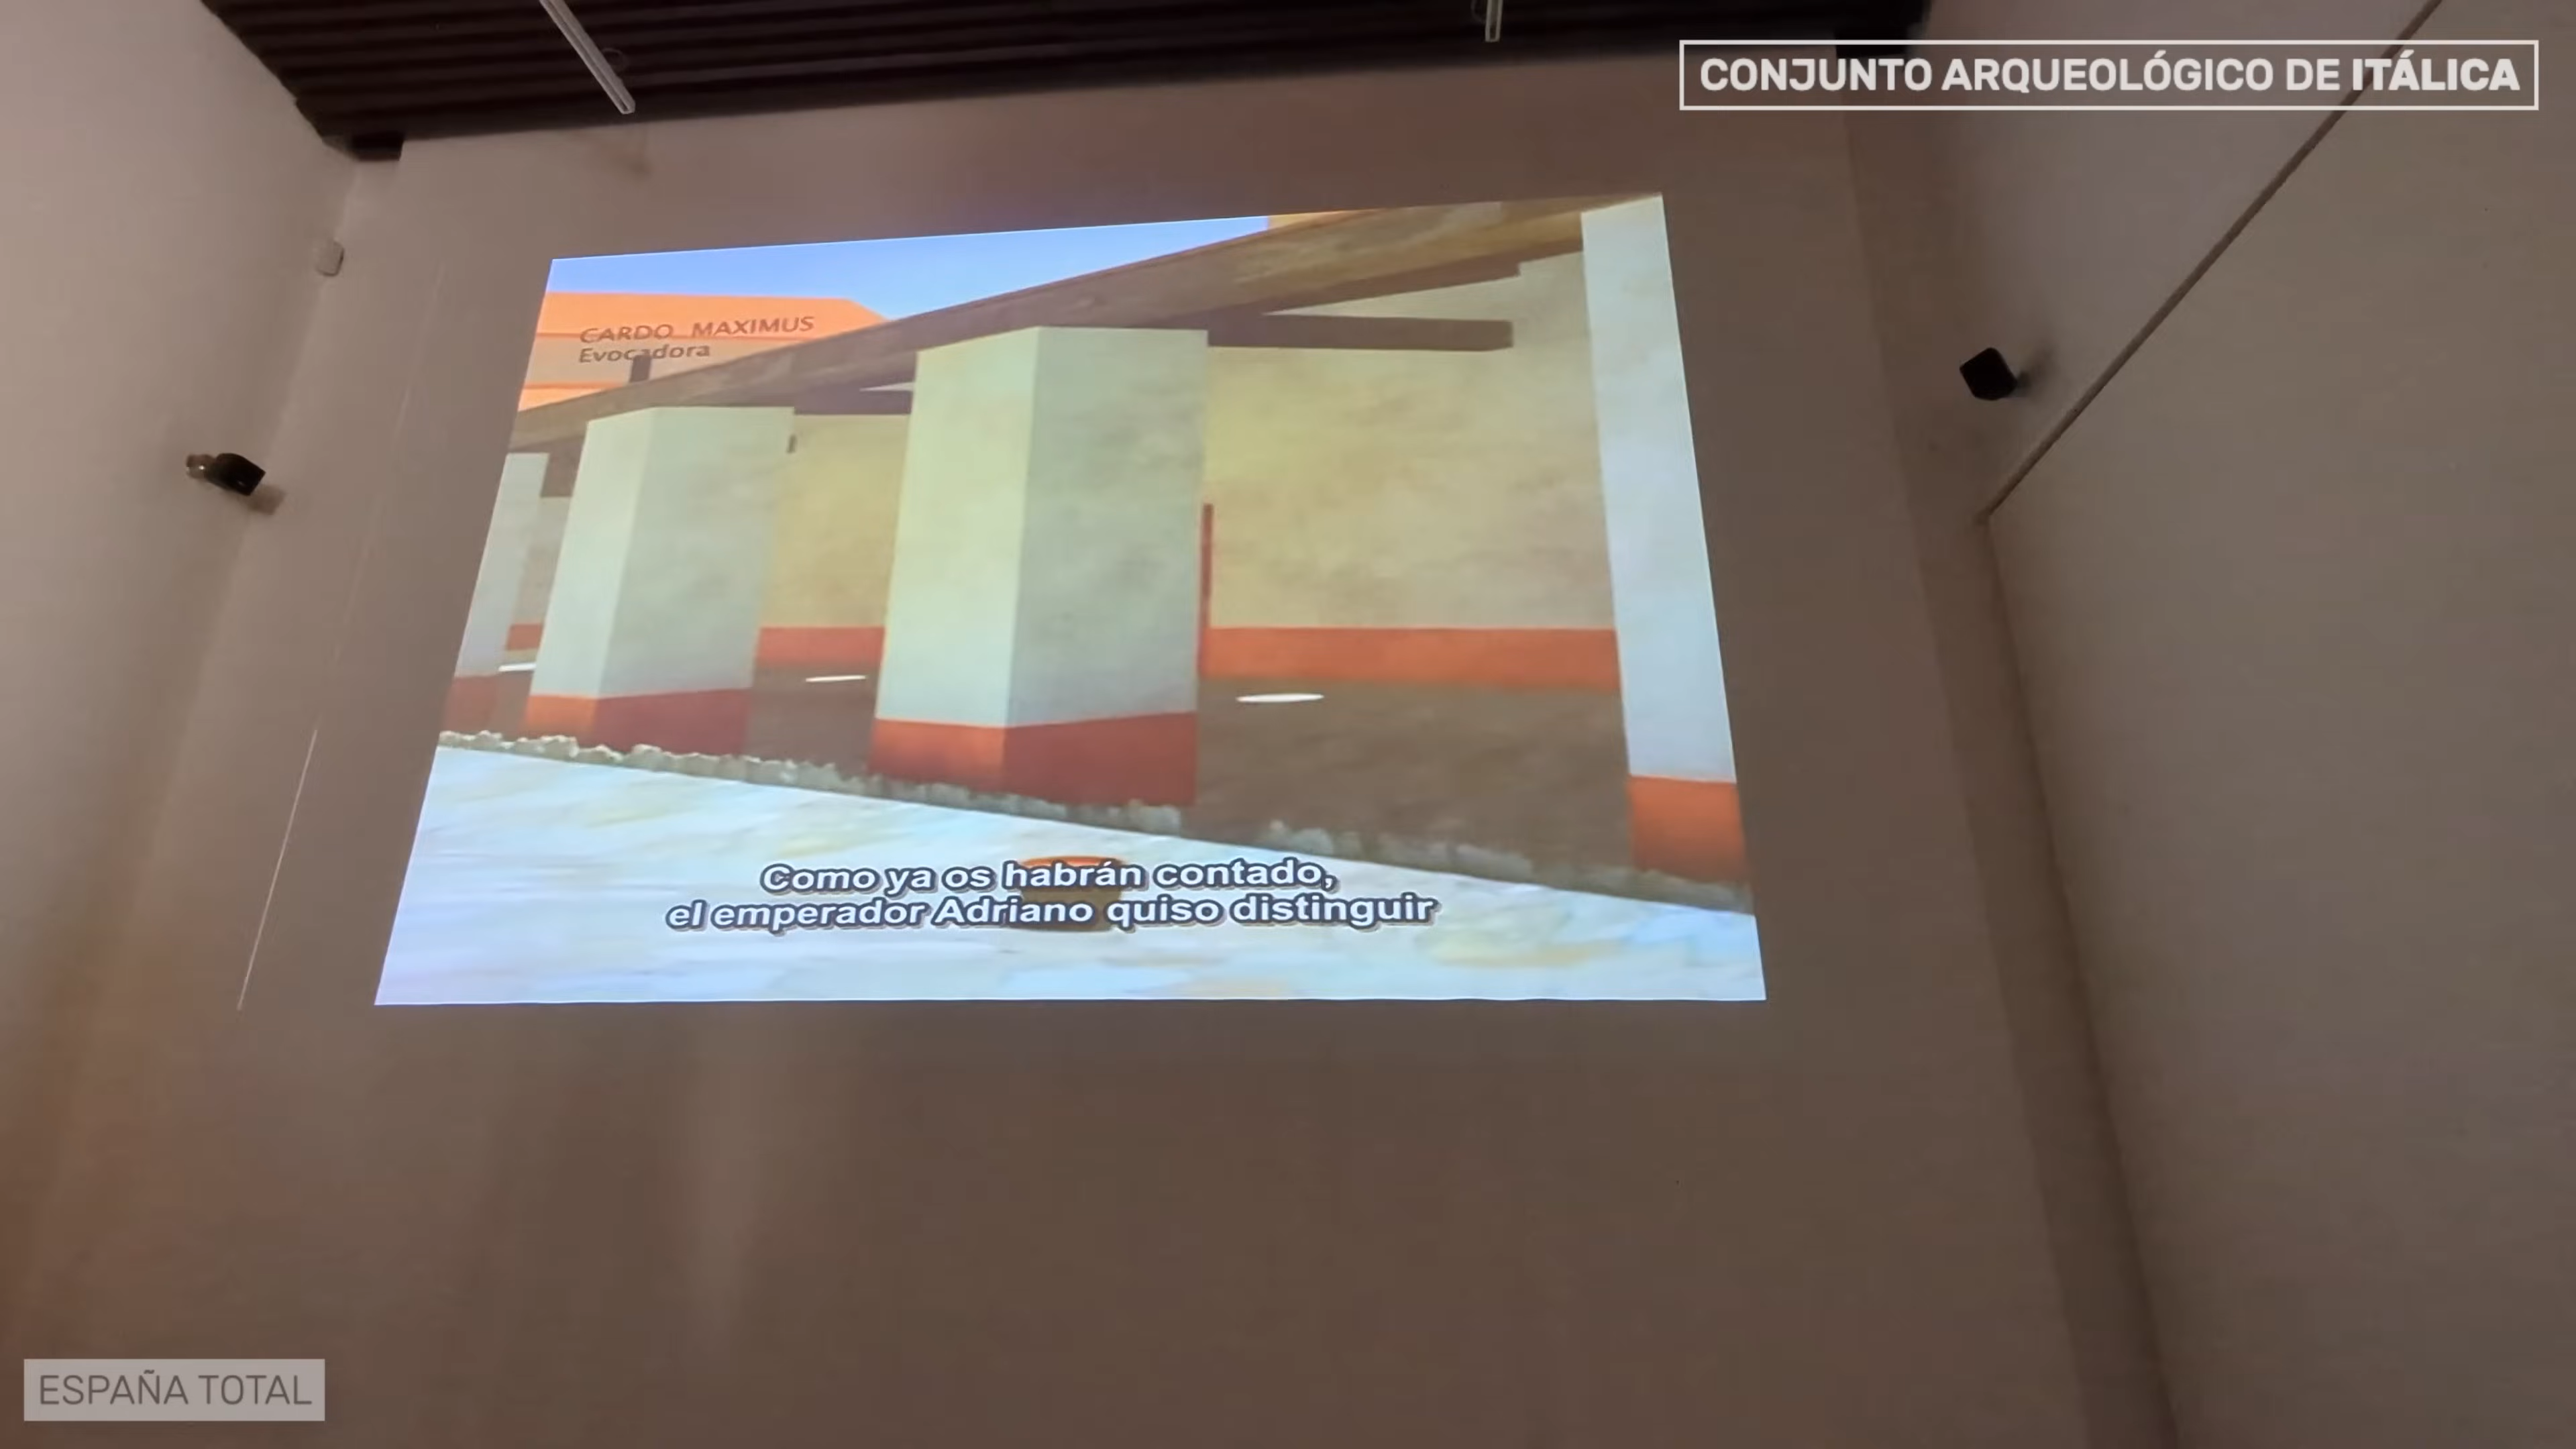 CONJUNTO ARQUEOLÓGICO DE ITÁLICA
CARDO MAXIMUS
Evocadora
Como ya os habrán contado,
el emperador Adriano quiso distinguir
ESPAÑA TOTAL